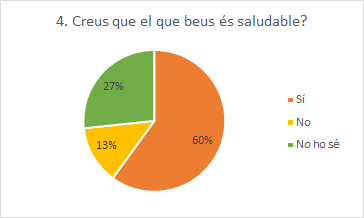 4. Creus que el que beus és saludable?
27%
13%
60%
Sí
No
No ho sé